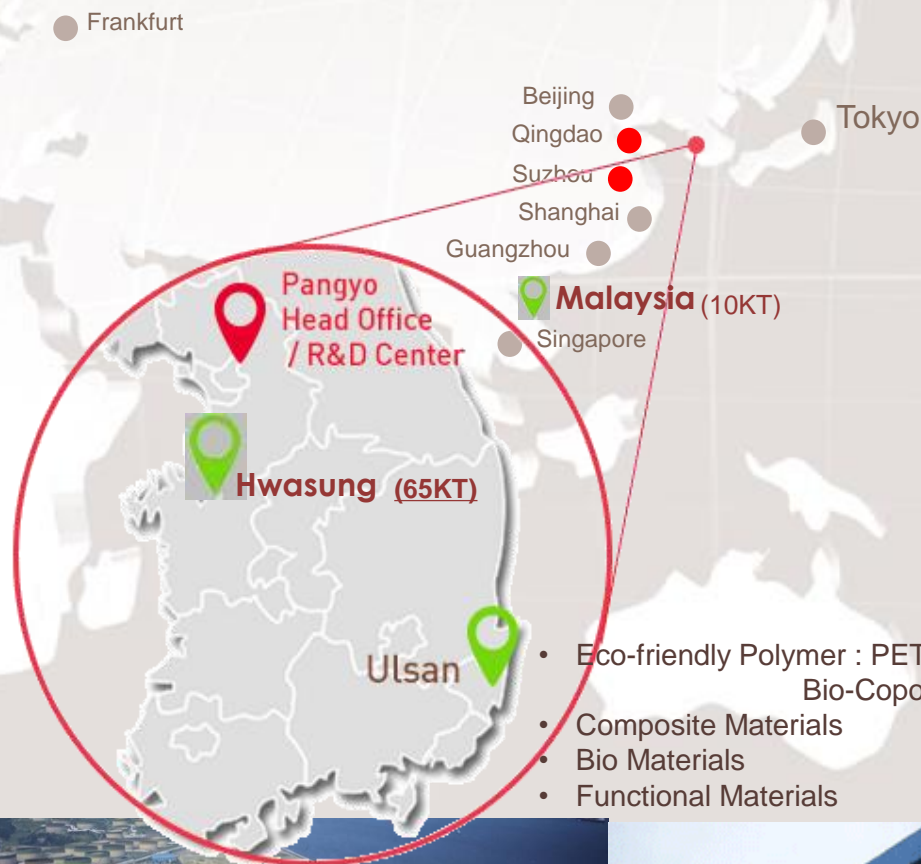 Frankfurt
Beijing
Tokyo
Qingdao
Suzhou
Shanghai
Guangzhou
Malaysia (10KT)
Singapore
Pangyo
Head Office
/ R&D Center
Hwasung (65KT)
Ulsan
• Eco-friendly Polymer : PET
Bio-Copo
• Composite Materials
• Bio Materials
• Functional Materials